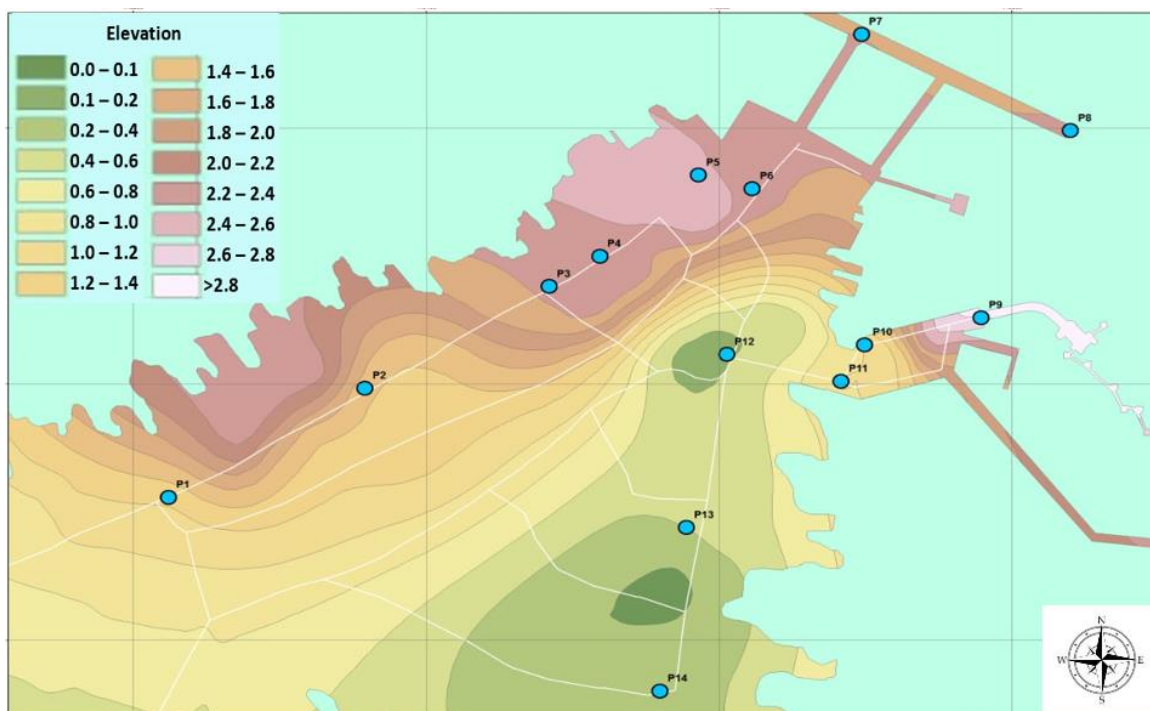 Elevation
0.0 – 0.1
0.1 – 0.2
0.2 – 0.4
0.4 – 0.6
0.6 – 0.8
0.8 – 1.0
1.0 – 1.2
1.2 – 1.4
1.4 – 1.6
1.6 – 1.8
1.8 – 2.0
2.0 – 2.2
2.2 – 2.4
2.4 – 2.6
2.6 – 2.8
>2.8
P7
P8
P5
P6
P4
P3
P9
P10
P12
P11
P2
P1
P13
P14
N
W E
S